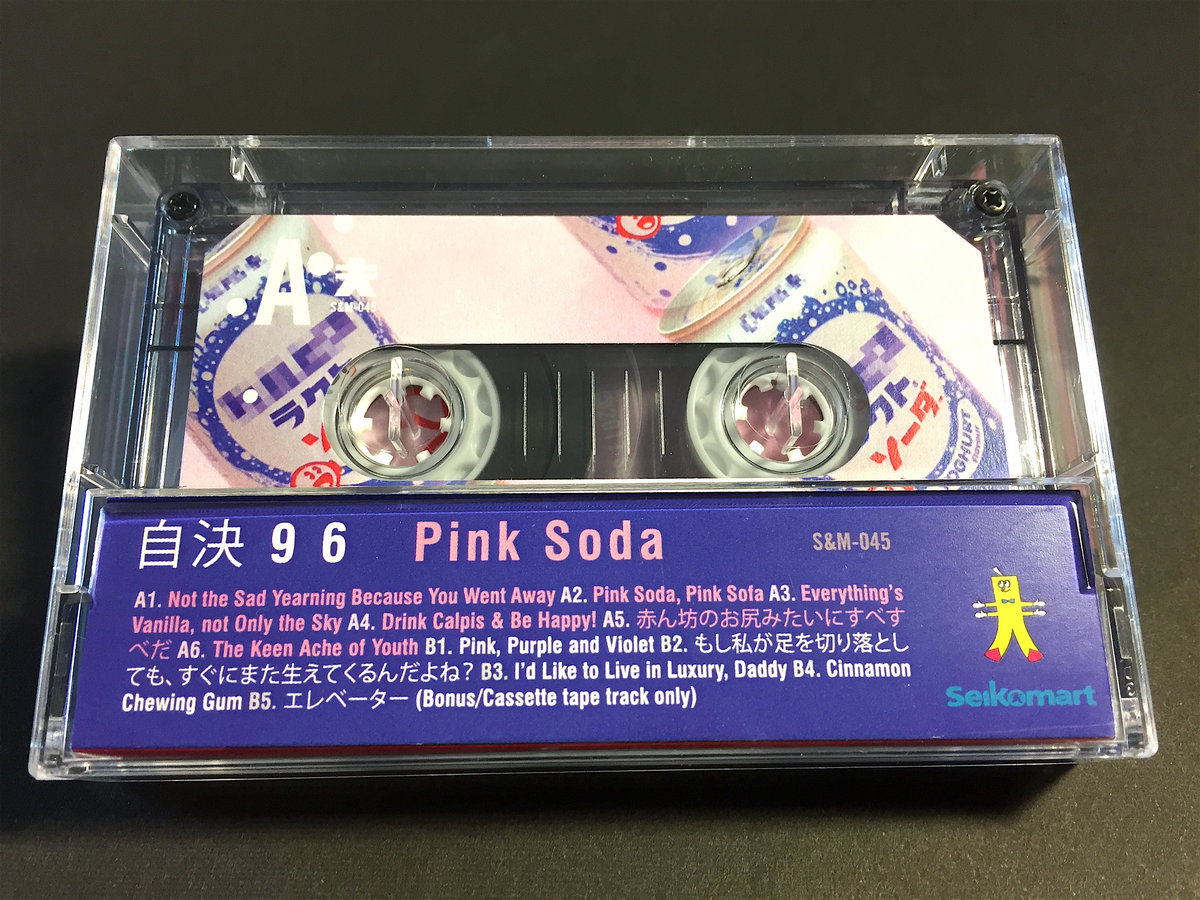 A
S&M-045
ラクト
ソ
クト
ソーダ
GHURT
自決 9 6 Pink Soda
S&M-045
A1. Not the Sad Yearning Because You Went Away A2. Pink Soda, Pink Sofa A3. Everything's
Vanilla, not Only the Sky A4. Drink Calpis & Be Happy! A5. 赤ん坊のお尻みたいにすべす
べだ A6. The Keen Ache of Youth B1. Pink, Purple and Violet B2. もし私が足を切り落とし
ても、すぐにまた生えてくるんだよね? B3. I'd Like to Live in Luxury, Daddy B4. Cinnamon
Chewing Gum B5. エレベーター (Bonus/Cassette tape track only)
Seikomart